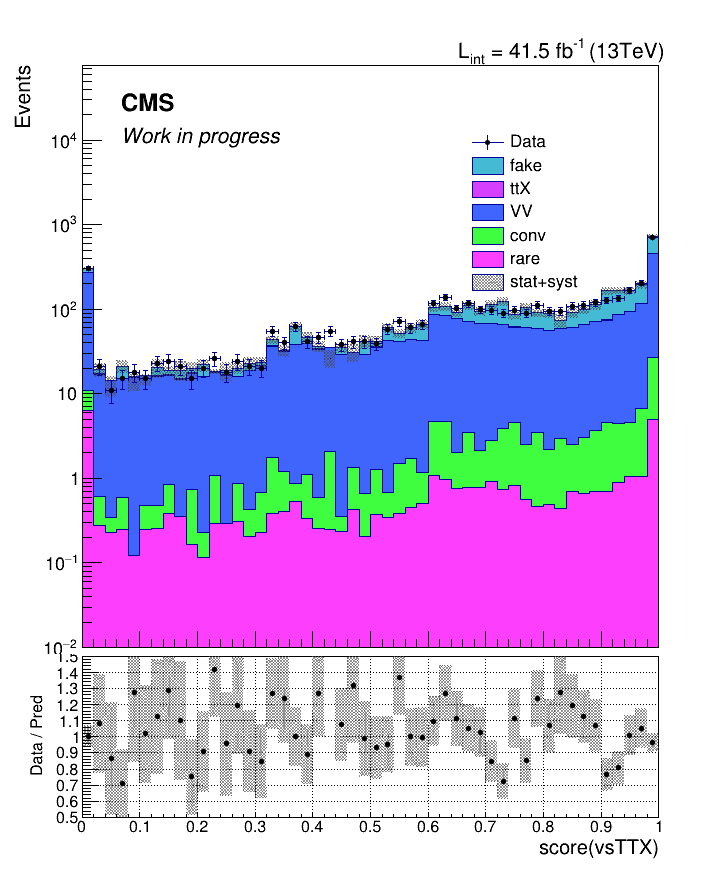 L_int = 41.5 fb^-1 (13TeV)
Events
CMS
Work in progress
Data
fake
ttX
VV
conv
rare
stat+syst
10^4
10^3
10^2
10
1
10^-1
10^-2
Data / Pred
1.5
1.4
1.3
1.2
1.1
1
0.9
0.8
0.7
0.6
0.5
0 0.1 0.2 0.3 0.4 0.5 0.6 0.7 0.8 0.9 1
score(vsTTX)